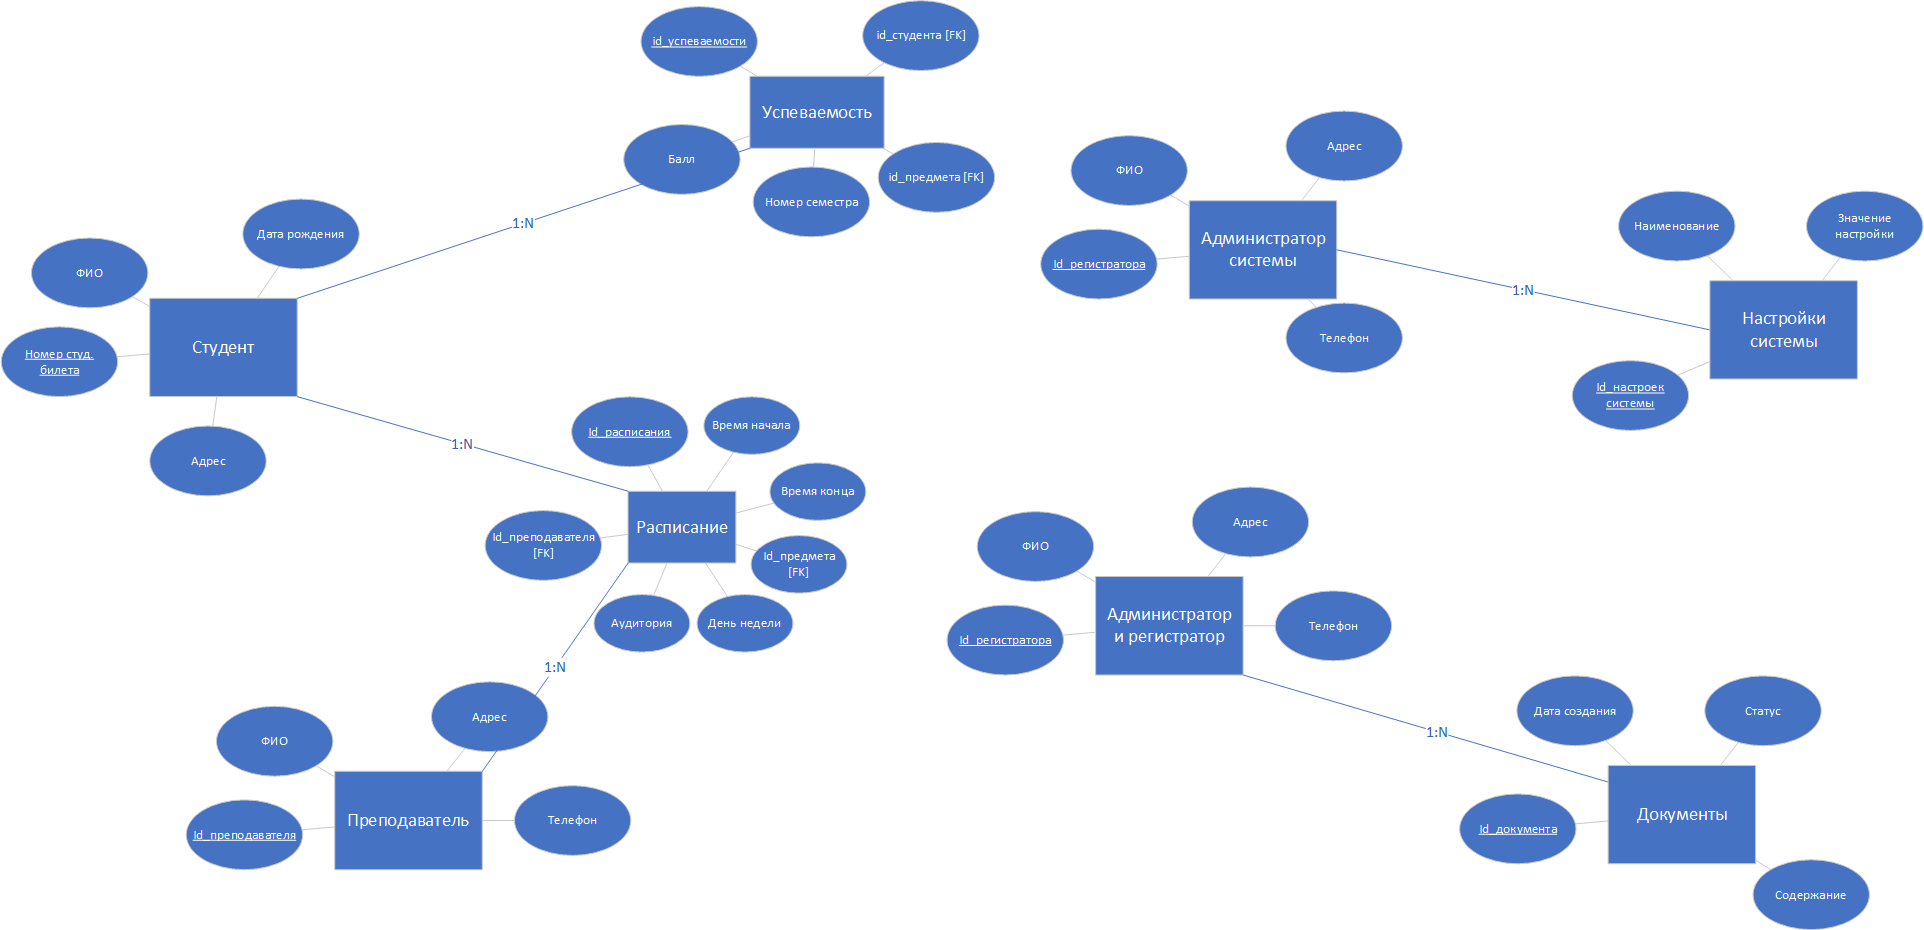 id_успеваемости
id_студента [FK]
Успеваемость
Балл
id_предмета [FK]
Номер семестра
1:N
Дата рождения
ФИО
Студент
Номер студ.
билета
Адрес
1:N
Id_расписания
Время начала
Время конца
Расписание
Id_преподавателя
[FK]
Id_предмета
[FK]
Аудитория
День недели
1:N
Адрес
ФИО
Преподаватель
Id_преподавателя
Телефон
Адрес
ФИО
Администратор
системы
Id_регистратора
Телефон
1:N
Наименование
Значение
настройки
Настройки
системы
Id_настроек
системы
Адрес
ФИО
Администратор
и регистратор
Id_регистратора
Телефон
1:N
Дата создания
Статус
Документы
Id_документа
Содержание